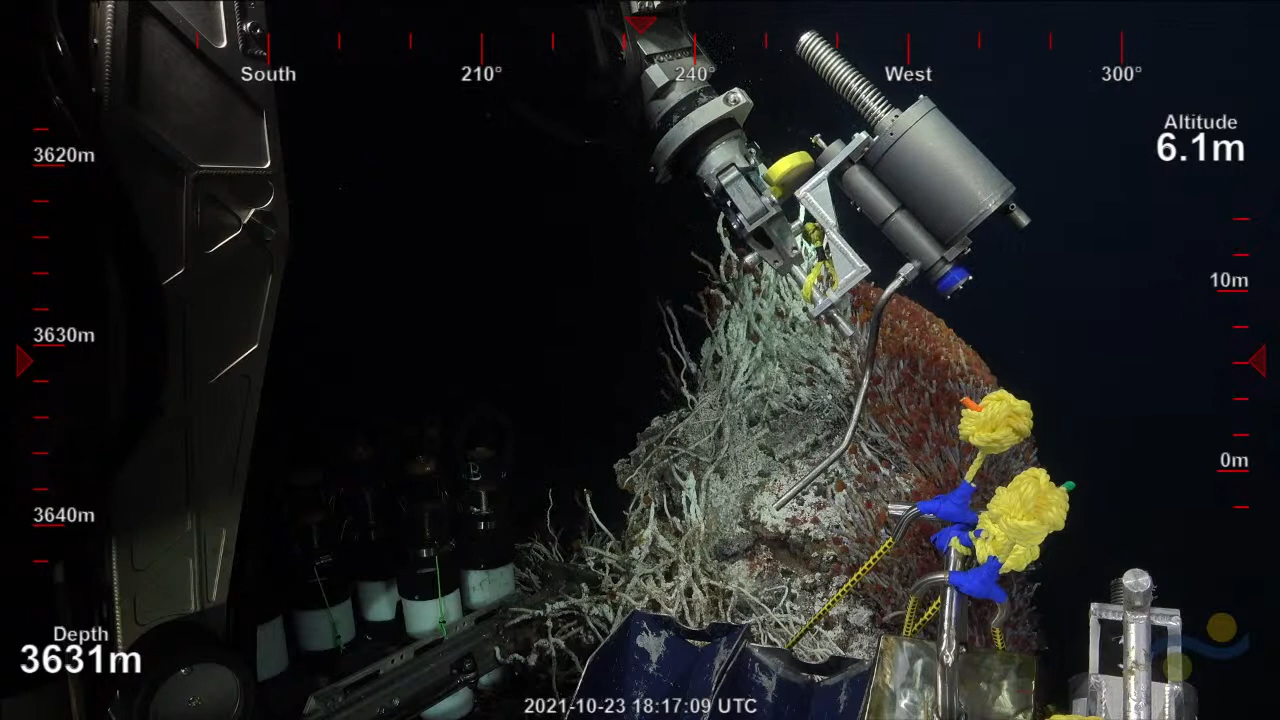 South 210° 240° West 300°
Altitude
6.1m
3620m
10m
3630m
0m
3640m
B
Depth
3631m
2021-10-23 18:17:09 UTC